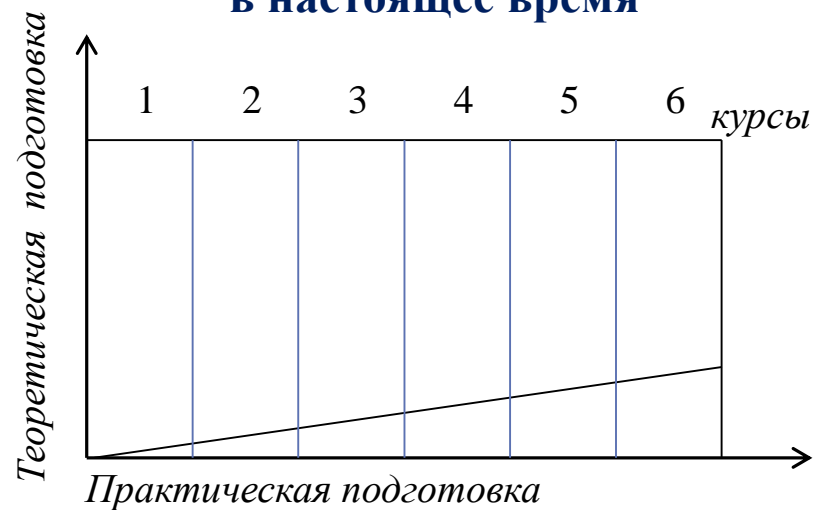 в настоящее время
Теоретическая подготовка
1 2 3 4 5 6 курсы
Практическая подготовка